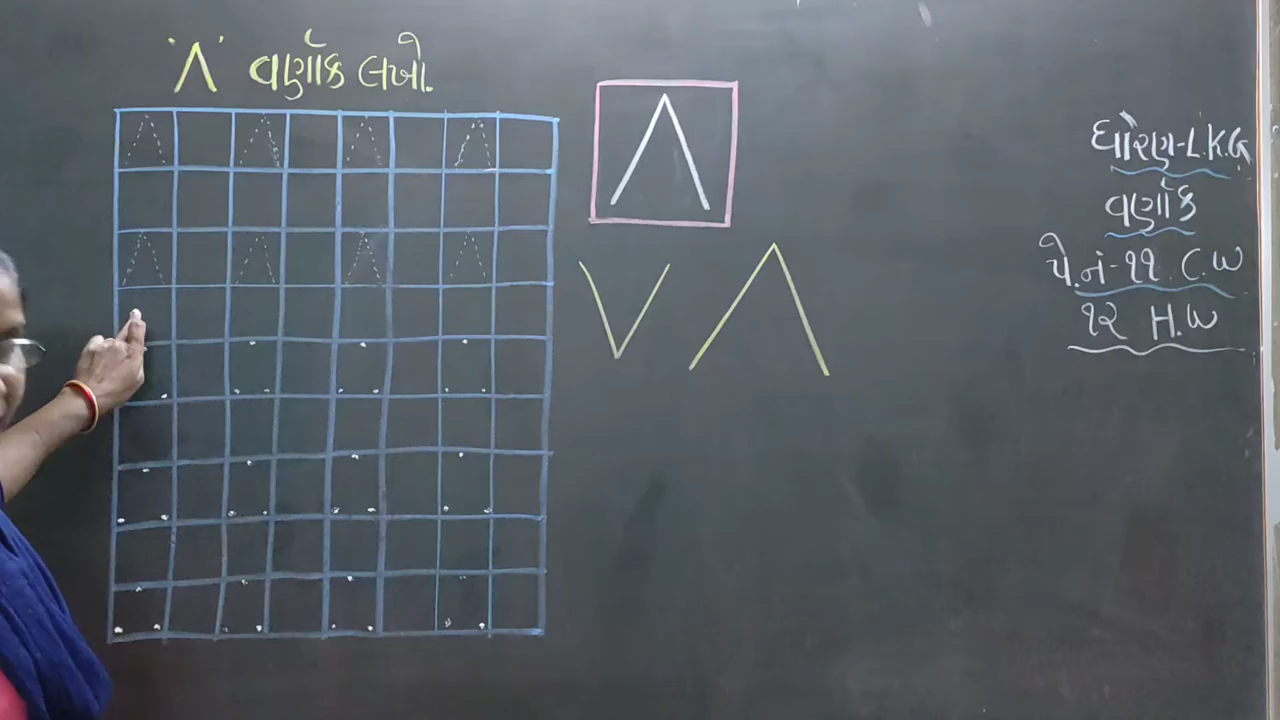 'Λ' વર્ણાક લખો.
Λ
V Λ
ધોરણ-L.K.G
વર્ણાક
પે.નં-૧૧ C.W
૧૨ H.W